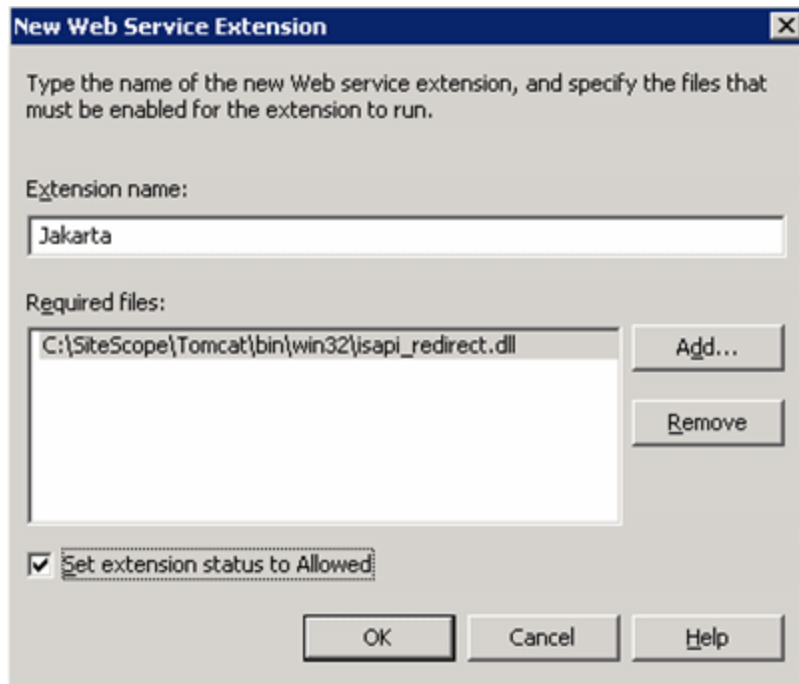 New Web Service Extension
Type the name of the new Web service extension, and specify the files that
must be enabled for the extension to run.
Extension name:
Jakarta
Required files:
C:\SiteScope\Tomcat\bin\win32\isapi_redirect.dll
Add...
Remove
Set extension status to Allowed
OK Cancel Help